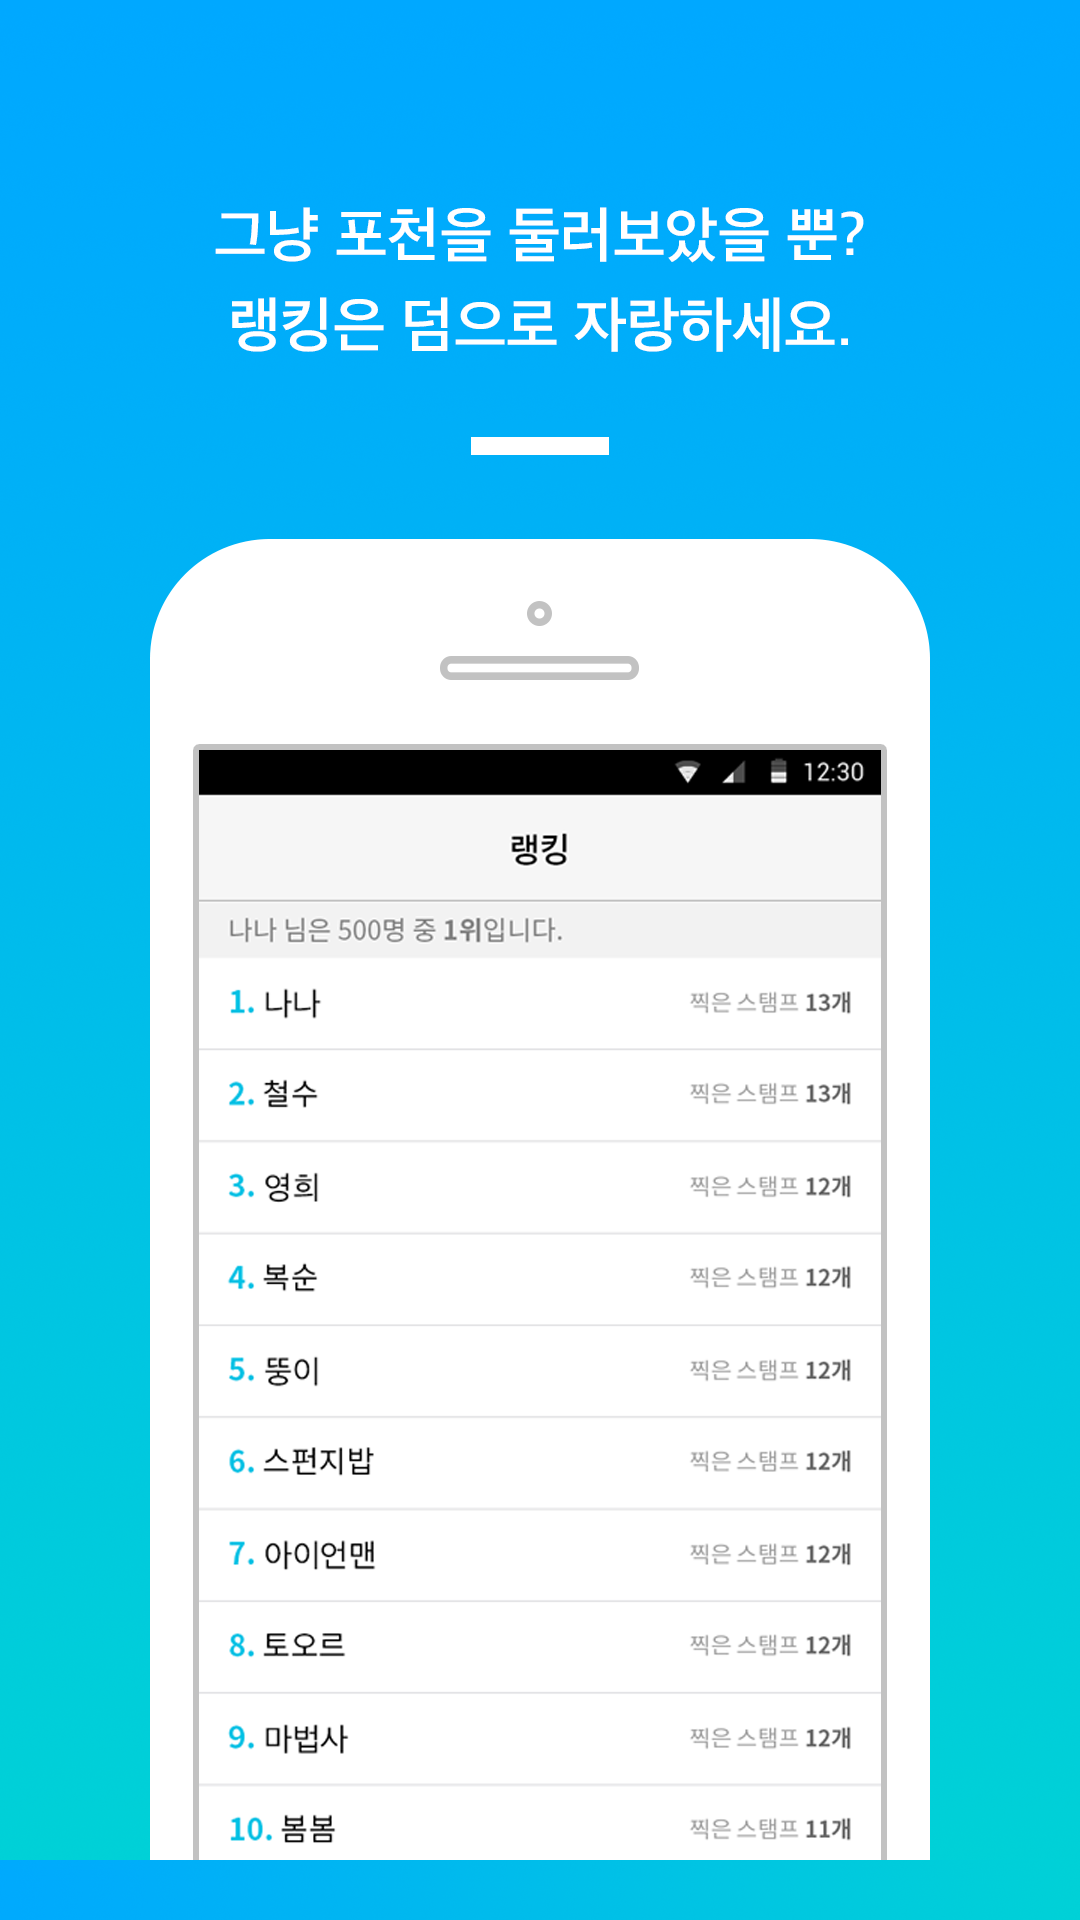 그냥 포천을 둘러보았을 뿐?
랭킹은 덤으로 자랑하세요.
12:30
랭킹
나나 님은 500명 중 1위입니다.
1. 나나 찍은 스탬프 13개
2. 철수 찍은 스탬프 13개
3. 영희 찍은 스탬프 12개
4. 복순 찍은 스탬프 12개
5. 뚱이 찍은 스탬프 12개
6. 스펀지밥 찍은 스탬프 12개
7. 아이언맨 찍은 스탬프 12개
8. 토오르 찍은 스탬프 12개
9. 마법사 찍은 스탬프 12개
10. 봄봄 찍은 스탬프 11개